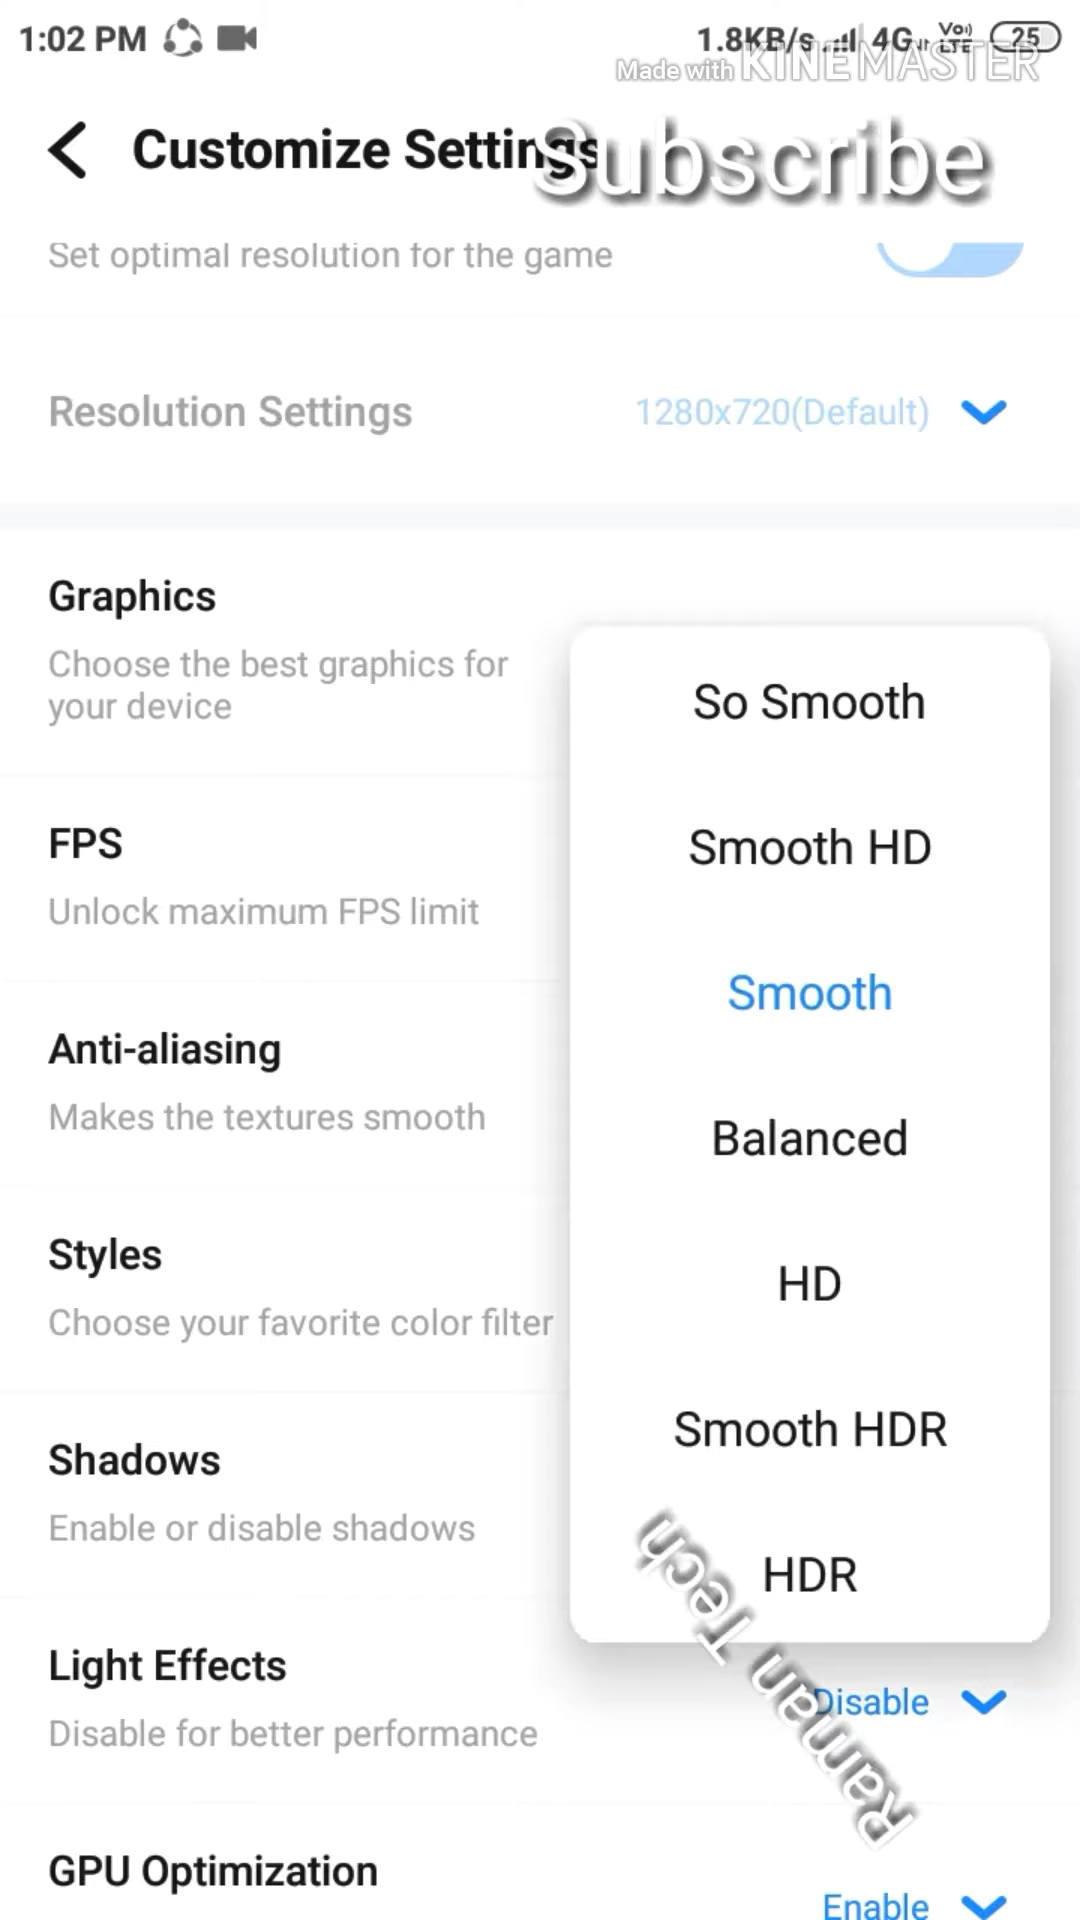 1:02 PM 1.8KB/s 4G Vo) LTE 25
Made with KINEMASTER
Customize Settings
Subscribe
Set optimal resolution for the game
Resolution Settings 1280x720(Default)
Graphics
Choose the best graphics for
your device
So Smooth
Smooth HD
FPS
Unlock maximum FPS limit
Smooth
Anti-aliasing
Makes the textures smooth
Balanced
Styles
Choose your favorite color filter
HD
Smooth HDR
Shadows
Enable or disable shadows
HDR
Raman Tech
Light Effects
Disable for better performance
Disable
GPU Optimization
Enable